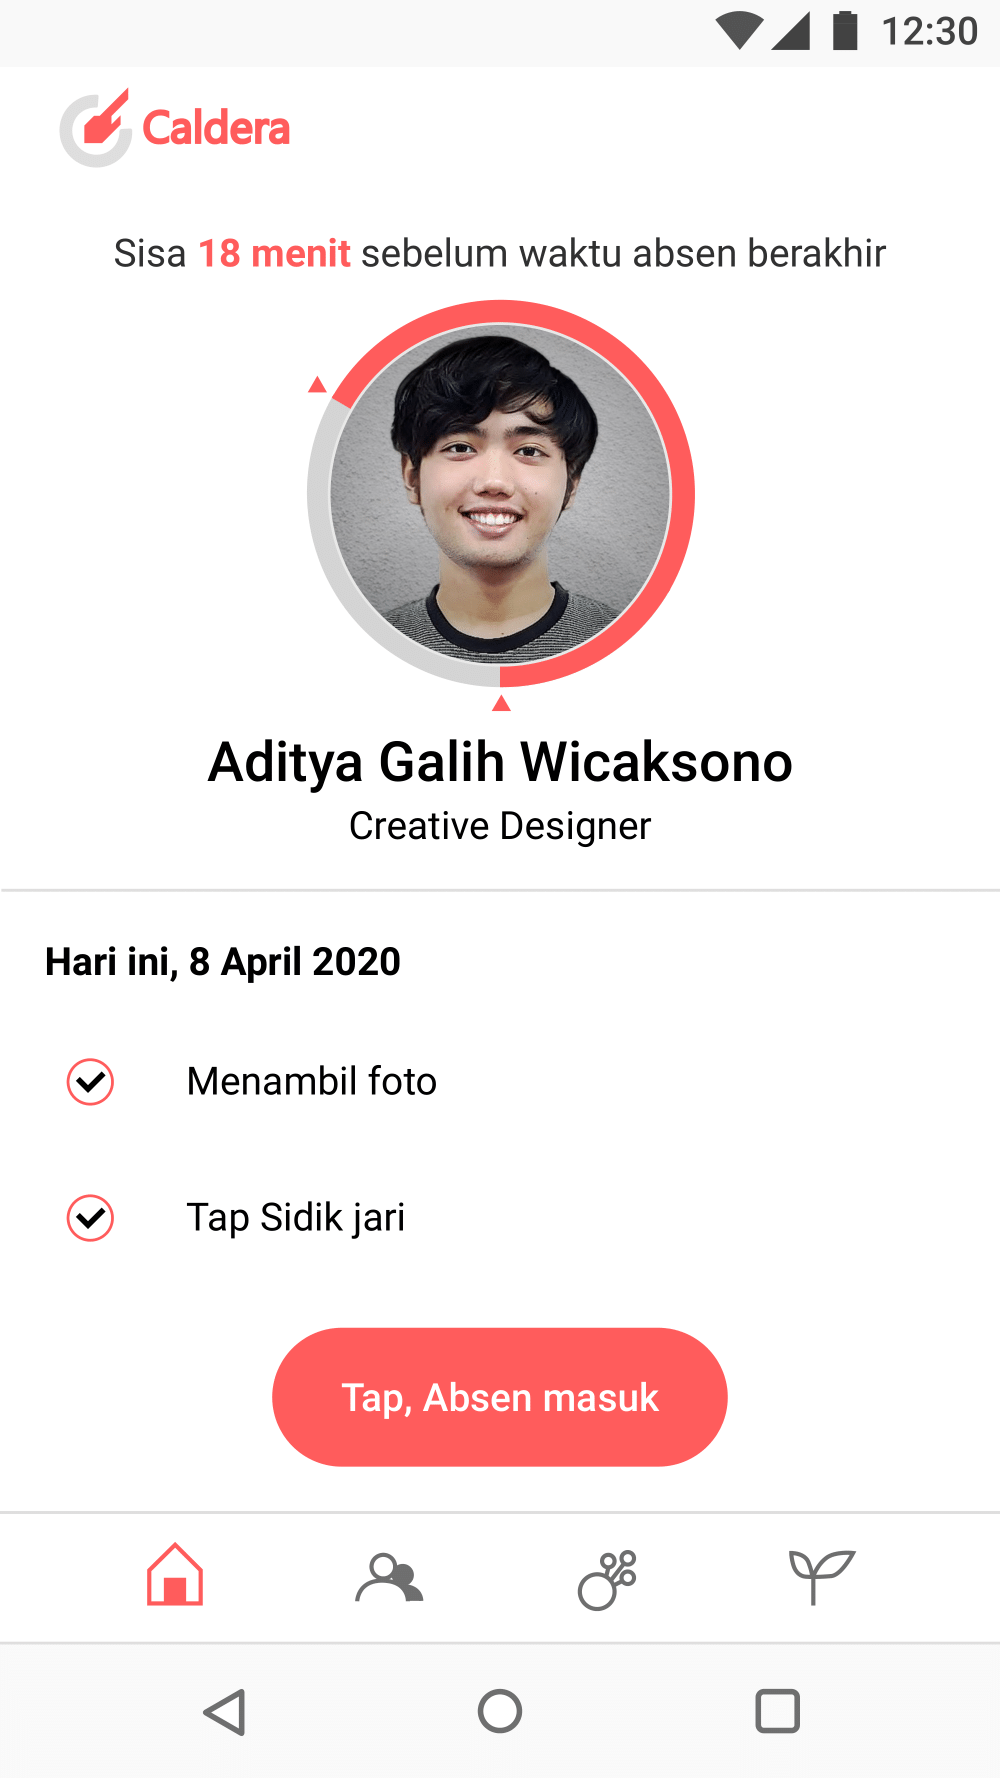 12:30
Caldera
Sisa 18 menit sebelum waktu absen berakhir
Aditya Galih Wicaksono
Creative Designer
Hari ini, 8 April 2020
Menambil foto
Tap Sidik jari
Tap, Absen masuk